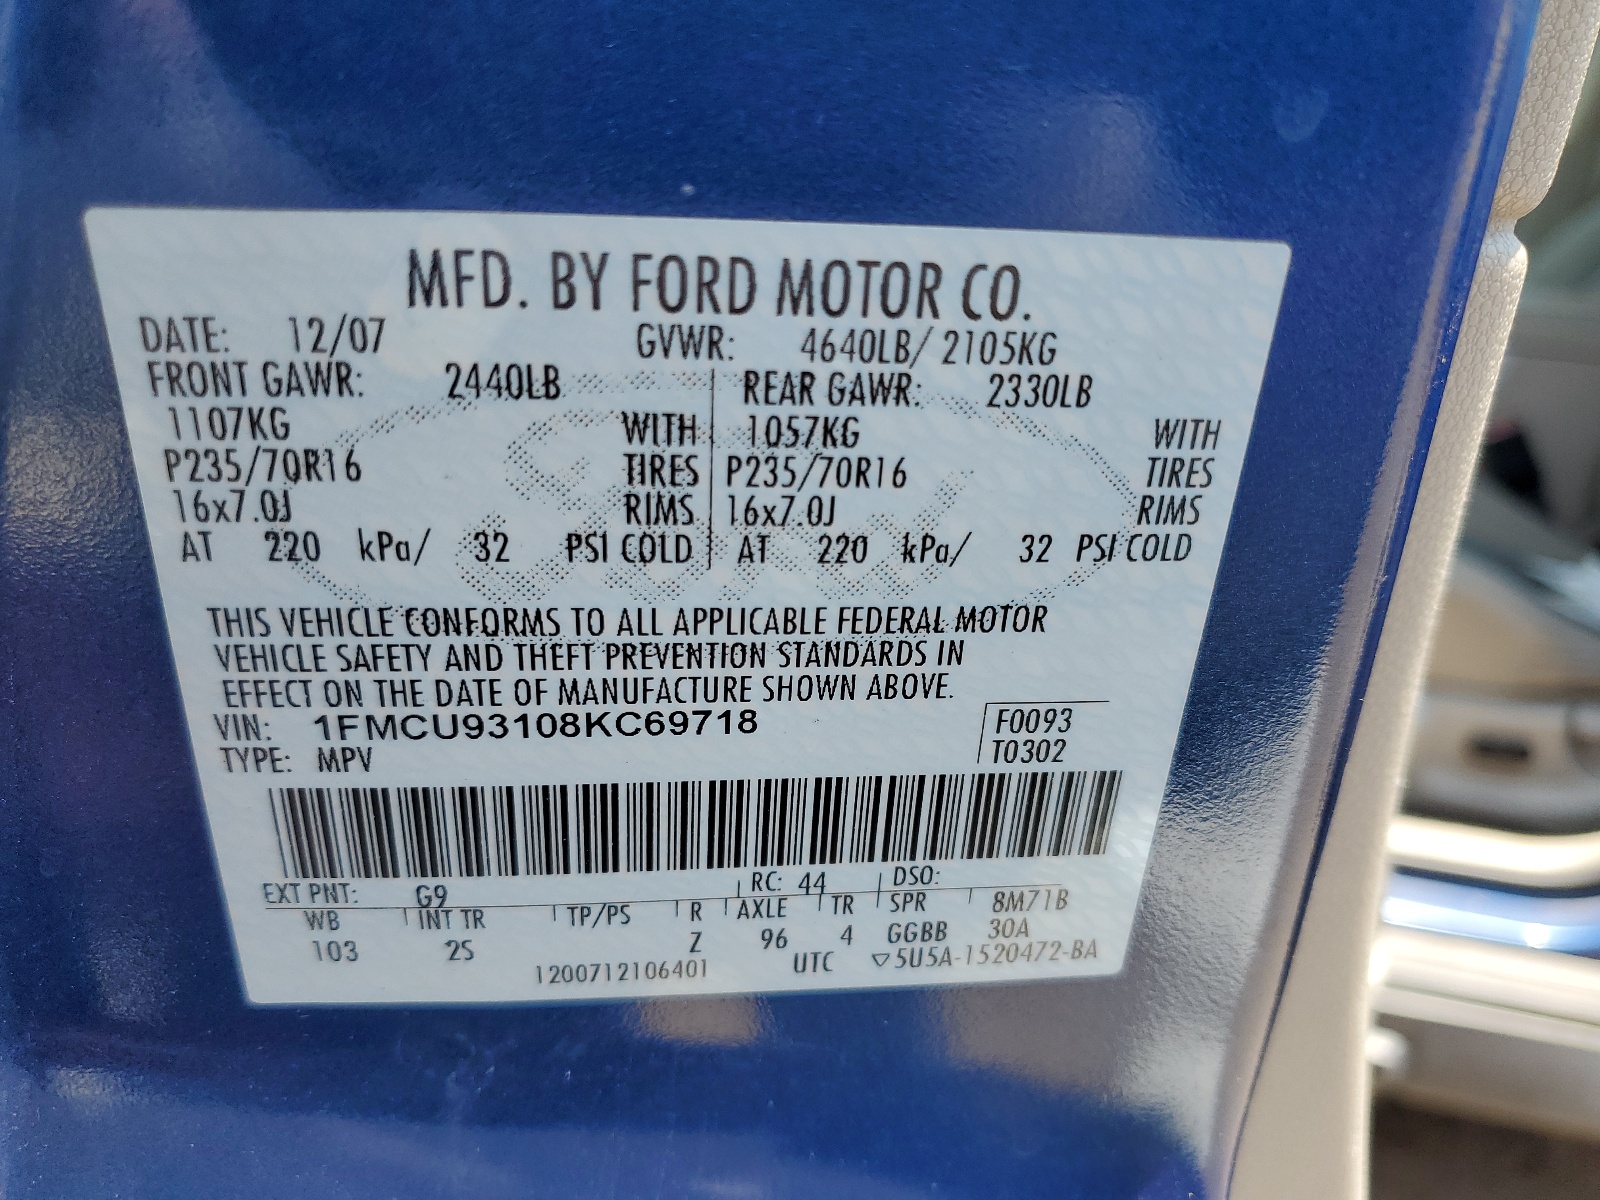 MFD. BY FORD MOTOR CO.
DATE: 12/07 GVWR: 4640LB/ 2105KG
FRONT GAWR: 2440LB REAR GAWR: 2330LB
1107KG WITH 1057KG WITH
P235/70R16 TIRES P235/70R16 TIRES
16x7.0J RIMS 16x7.0J RIMS
AT 220 kPa/ 32 PSI COLD AT 220 kPa/ 32 PSI COLD
THIS VEHICLE CONFORMS TO ALL APPLICABLE FEDERAL MOTOR
VEHICLE SAFETY AND THEFT PREVENTION STANDARDS IN
EFFECT ON THE DATE OF MANUFACTURE SHOWN ABOVE.
VIN: 1FMCU93108KC69718 F0093
TYPE: MPV T0302
EXT PNT: G9 RC: 44 DSO:
WB INT TR TP/PS R AXLE TR SPR 8M71B
103 2S Z 96 4 GGBB 30A
1200712106401 UTC ▽5U5A-1520472-BA